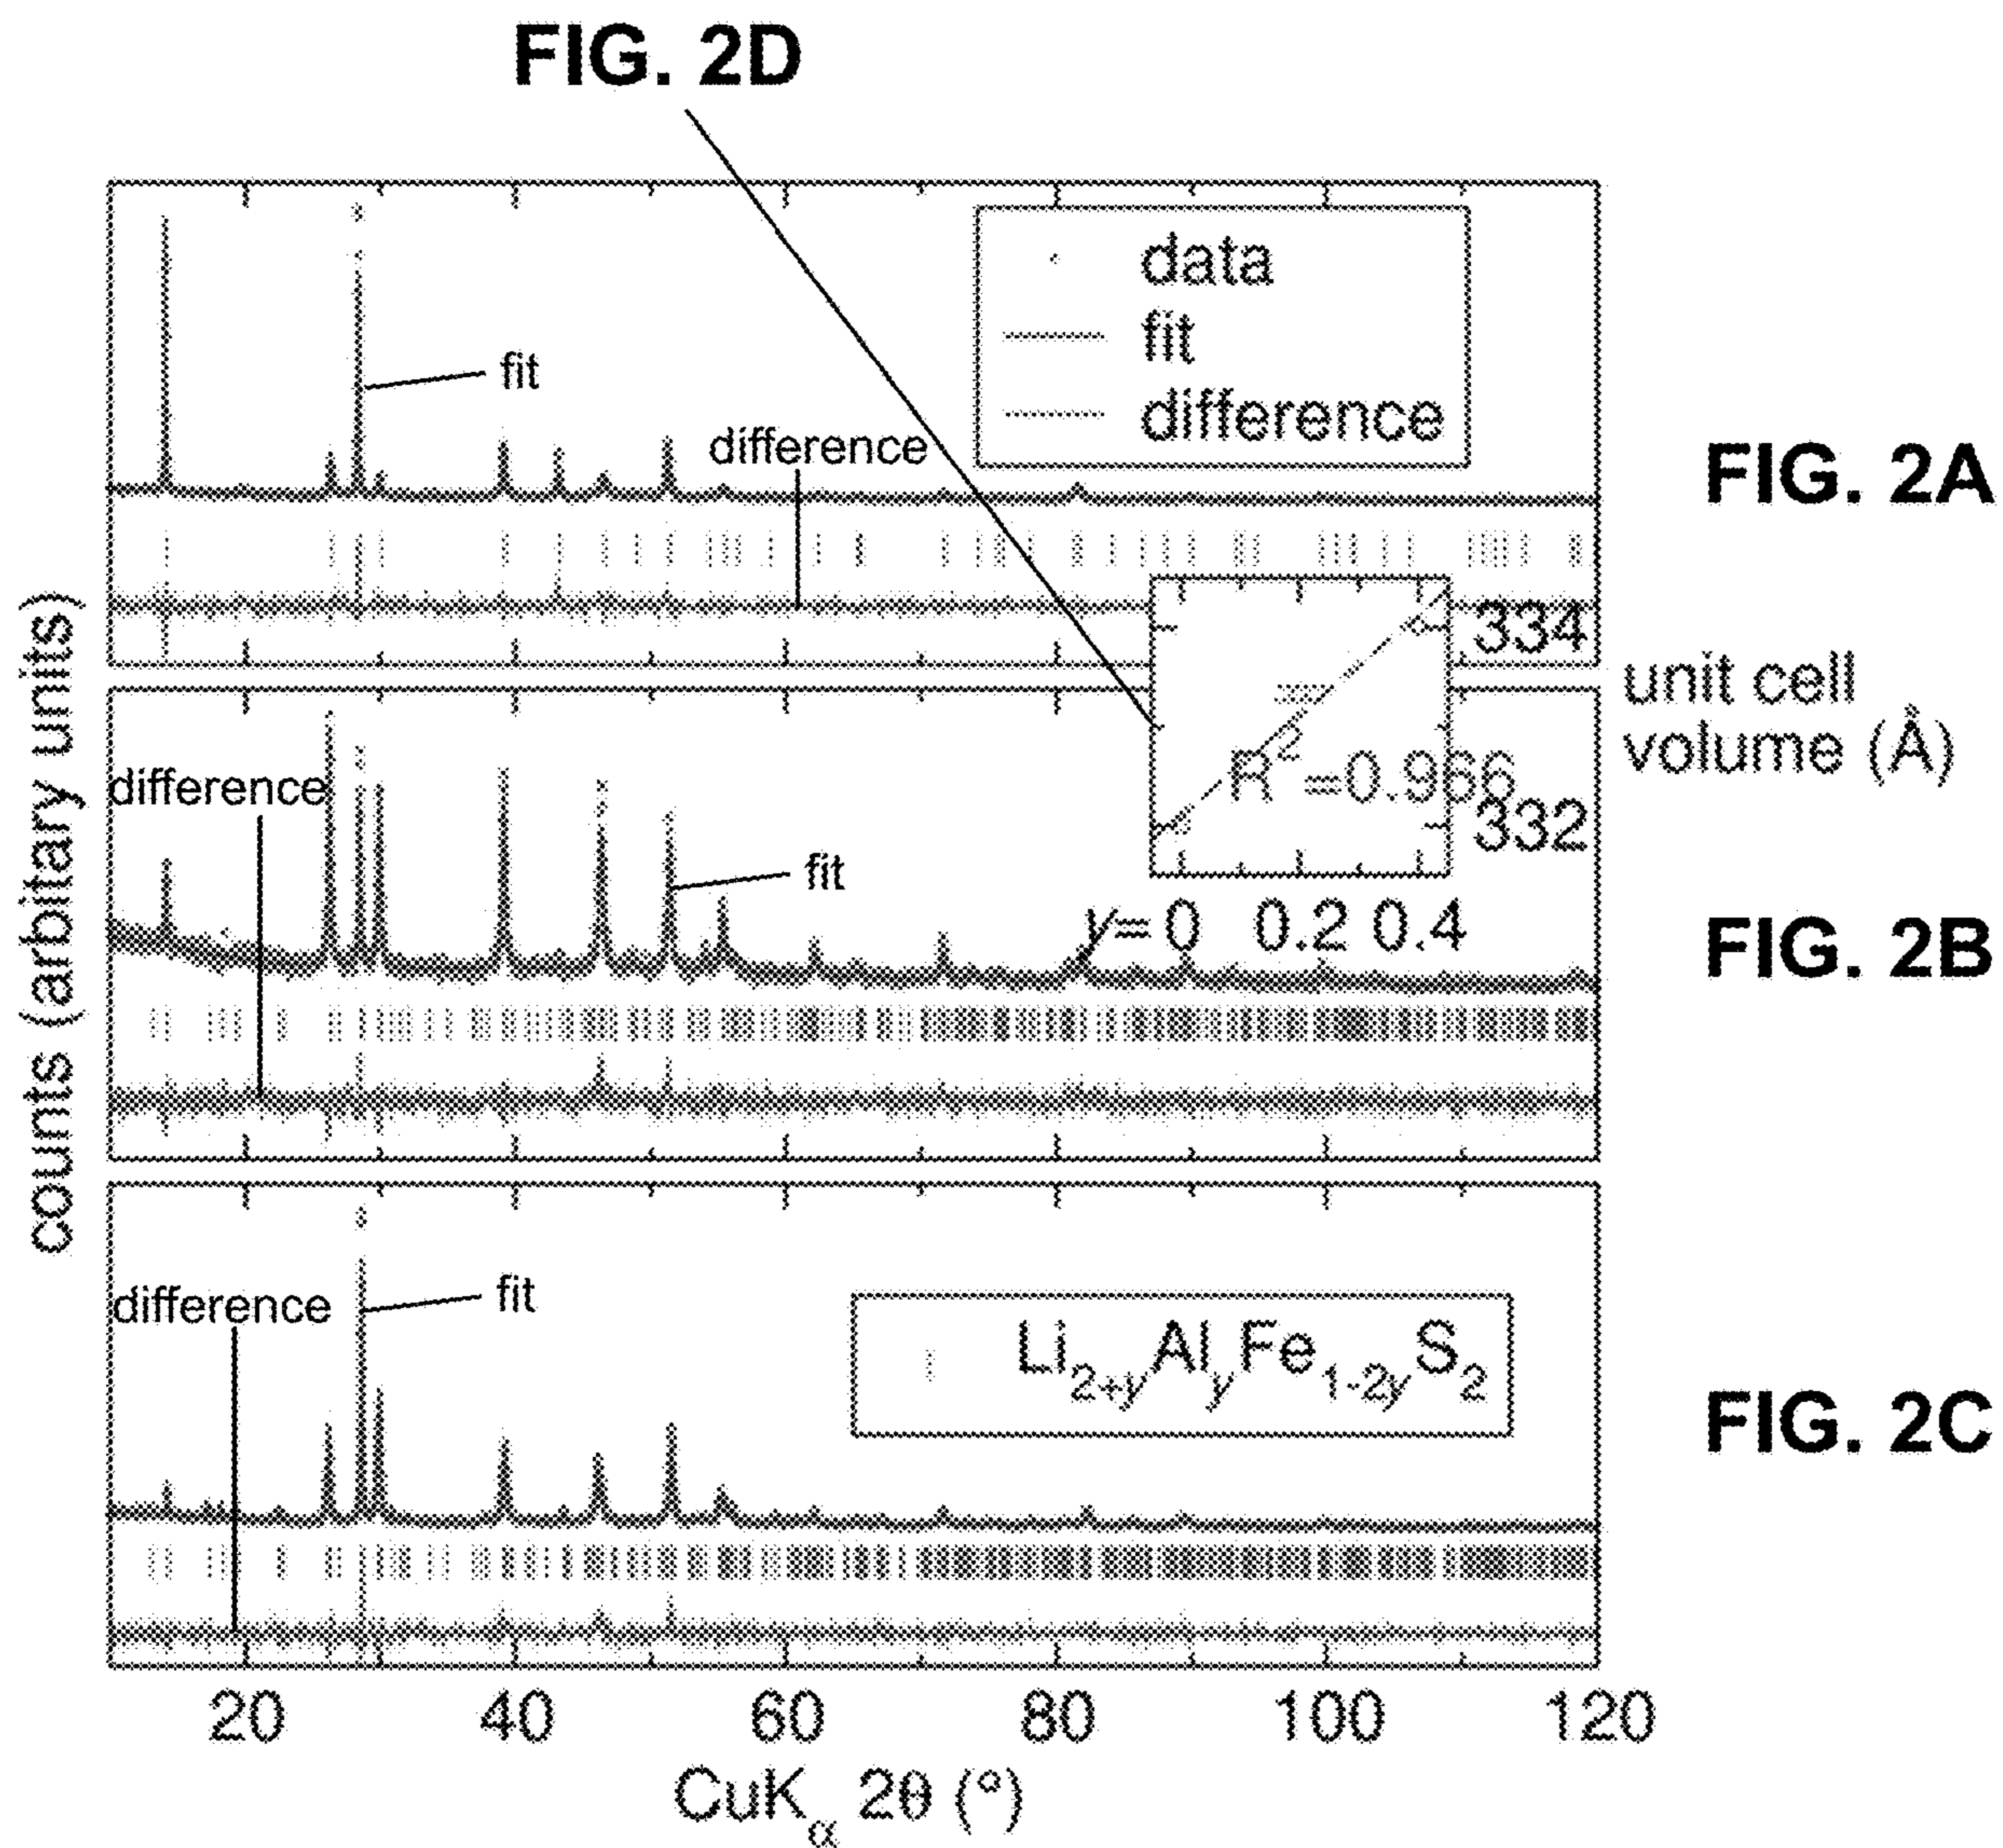 FIG. 2D
data
fit
difference
fit
difference
FIG. 2A
counts (arbitary units)
334
332
unit cell
volume (Å)
R²=0.966
y= 0 0.2 0.4
difference
fit
FIG. 2B
difference
fit
Li₂₊yAlyFe₁₋₂yS₂
FIG. 2C
20 40 60 80 100 120
CuKα 2θ (°)